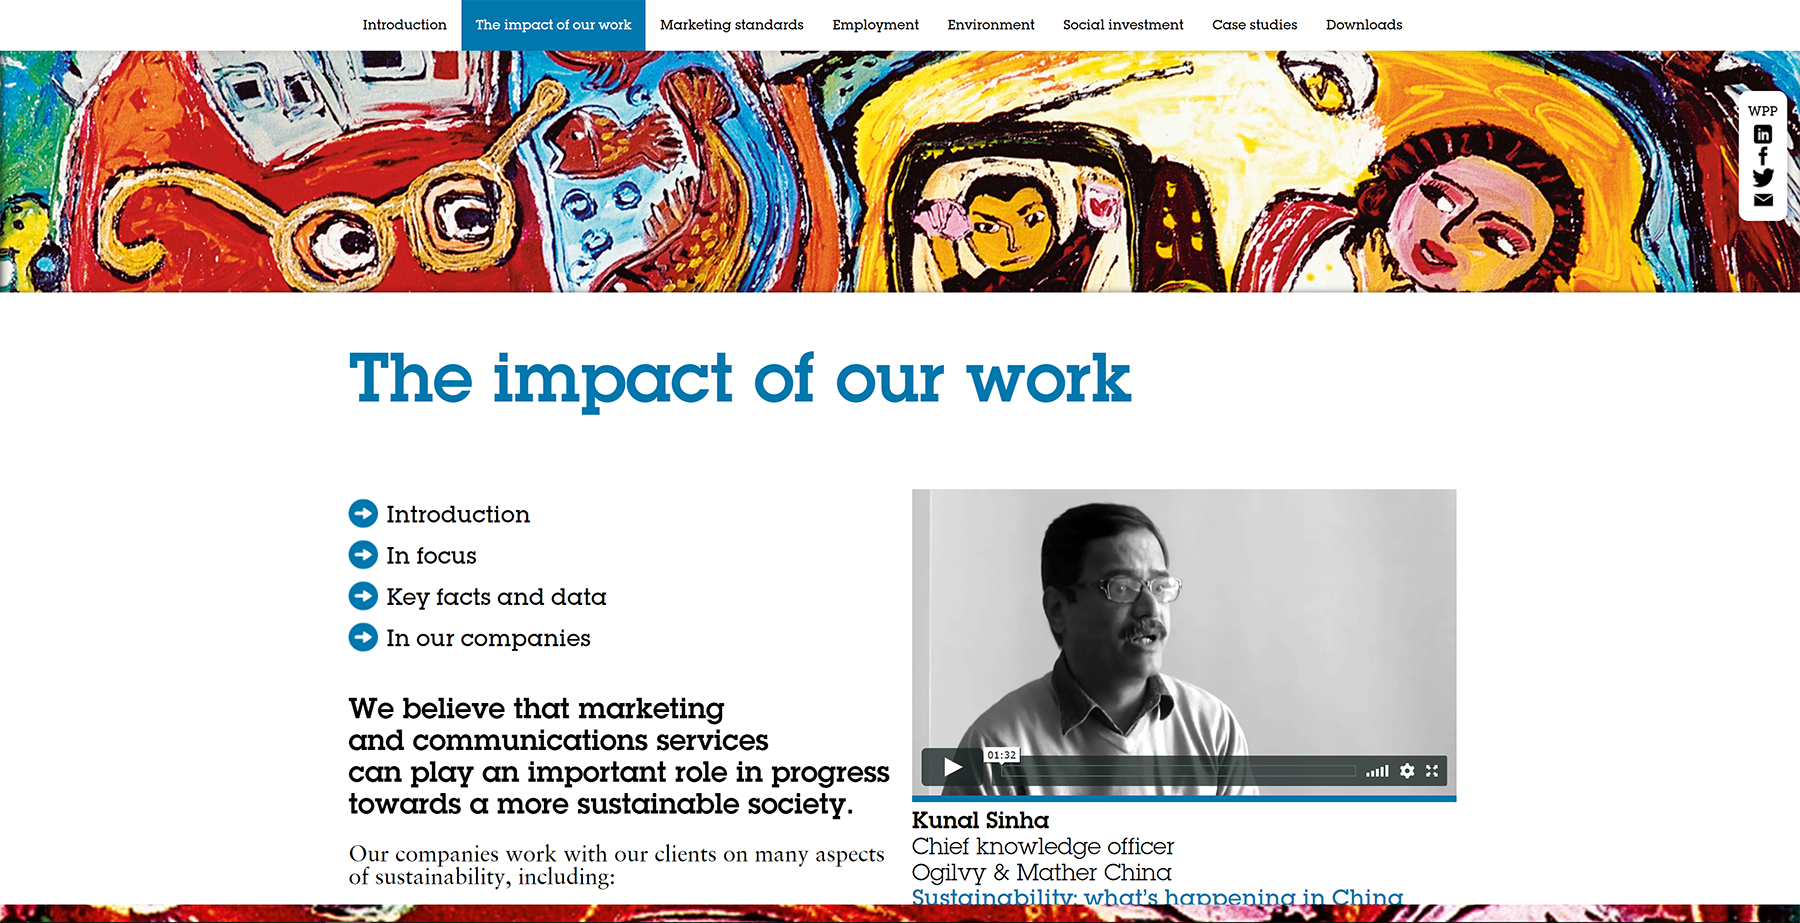 Introduction
The impact of our work
Marketing standards
Employment
Environment
Social investment
Case studies
Downloads
WPP
The impact of our work
Introduction
In focus
Key facts and data
In our companies
We believe that marketing
and communications services
can play an important role in progress
towards a more sustainable society.
Our companies work with our clients on many aspects
of sustainability, including:
01:32
Kunal Sinha
Chief knowledge officer
Ogilvy & Mather China
Sustainability: what's happening in China